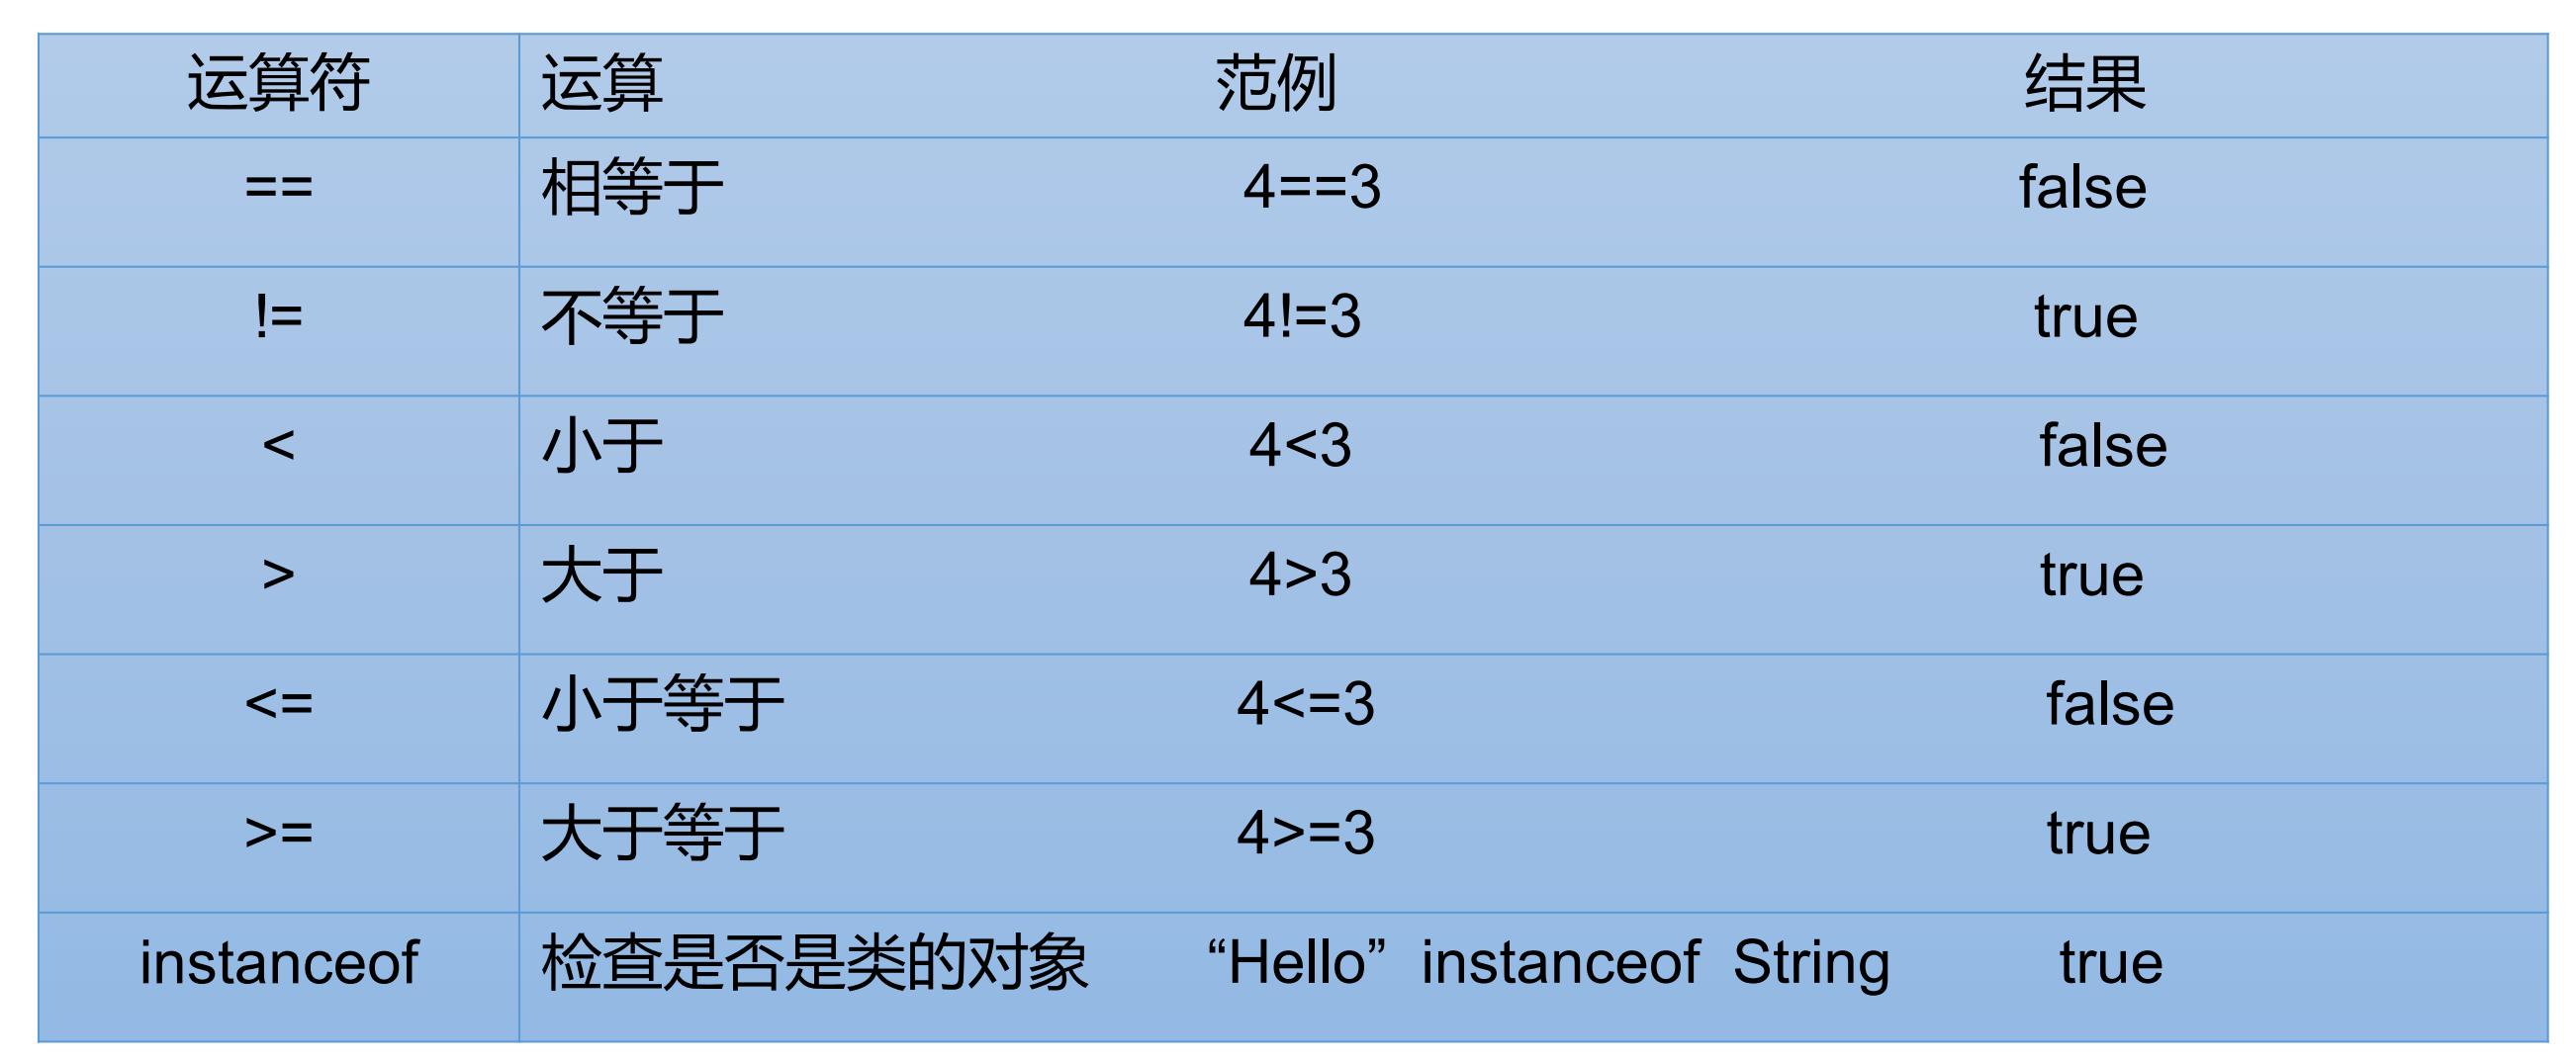 运算符 运算 范例 结果
== 相等于 4==3 false
!= 不等于 4!=3 true
< 小于 4<3 false
> 大于 4>3 true
<= 小于等于 4<=3 false
>= 大于等于 4>=3 true
instanceof 检查是否是类的对象 “Hello” instanceof String true